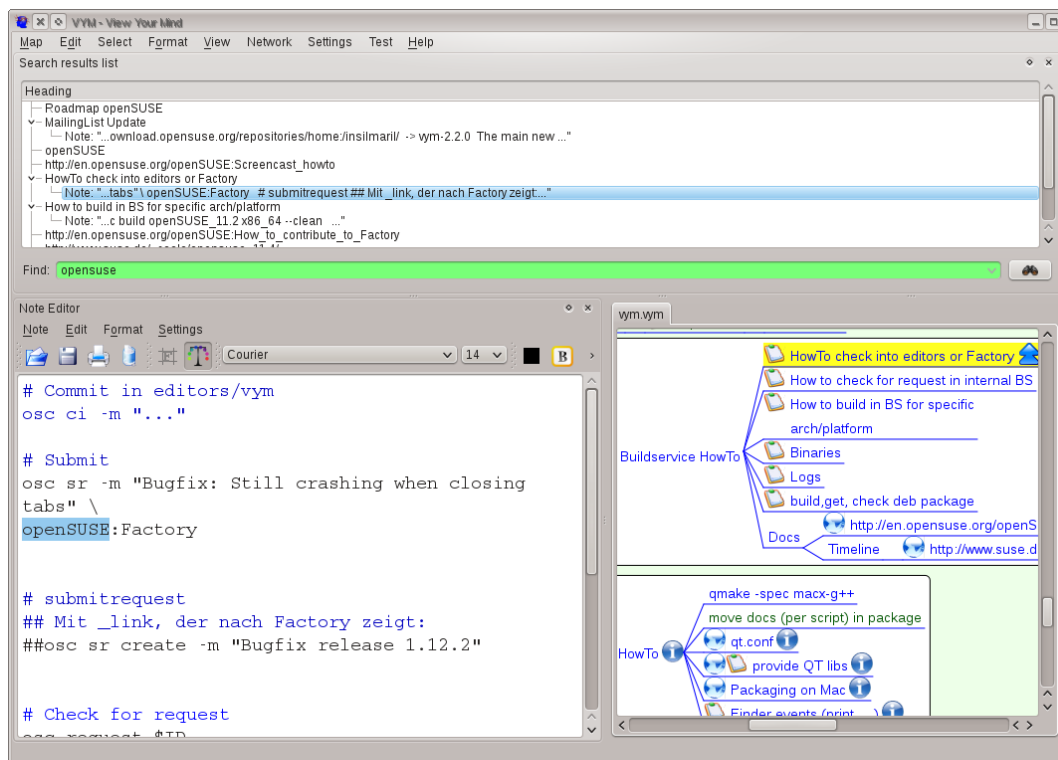 VYM - View Your Mind
Map Edit Select Format View Network Settings Test Help
Search results list
Heading
Roadmap openSUSE
MailingList Update
Note: "...ownload.opensuse.org/repositories/home:/insilmaril/ -> vym-2.2.0 The main new ..."
openSUSE
http://en.opensuse.org/openSUSE:Screencast_howto
HowTo check into editors or Factory
Note: "...tabs" \ openSUSE:Factory # submitrequest ## Mit _link, der nach Factory zeigt:..."
How to build in BS for specific arch/platform
Note: "...c build openSUSE_11.2 x86_64 --clean ..."
http://en.opensuse.org/openSUSE:How_to_contribute_to_Factory
Find: opensuse
Note Editor
Note Edit Format Settings
Courier 14 B
# Commit in editors/vym
osc ci -m "..."
# Submit
osc sr -m "Bugfix: Still crashing when closing
tabs" \
openSUSE:Factory
# submitrequest
## Mit _link, der nach Factory zeigt:
##osc sr create -m "Bugfix release 1.12.2"
# Check for request
osc request $ID
vym.vym
HowTo check into editors or Factory
How to check for request in internal BS
How to build in BS for specific
arch/platform
Buildservice HowTo
Binaries
Logs
build,get, check deb package
http://en.opensuse.org/openS
Docs
Timeline http://www.suse.d
qmake -spec macx-g++
move docs (per script) in package
qt.conf
HowTo
provide QT libs
Packaging on Mac
Finder events (print, ...)